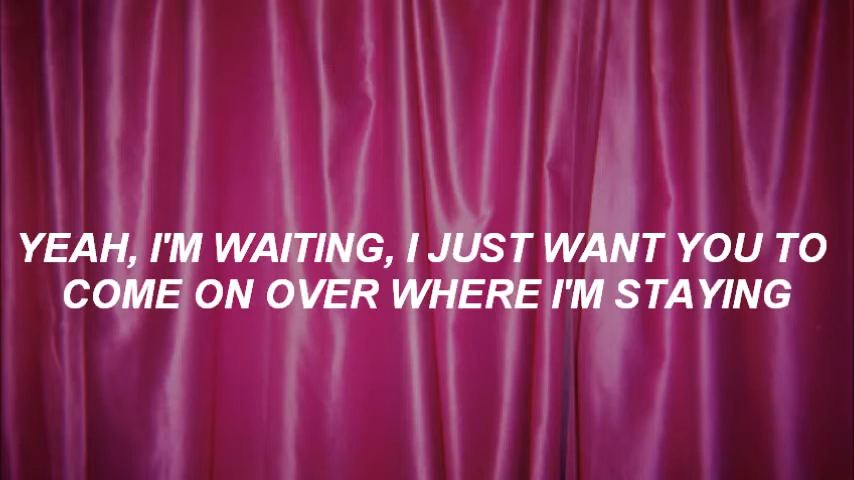 YEAH, I'M WAITING, I JUST WANT YOU TO
COME ON OVER WHERE I'M STAYING